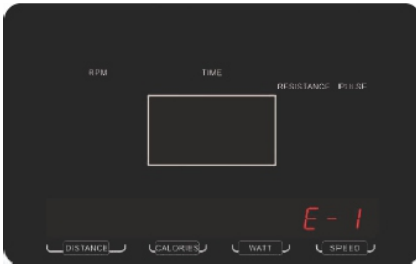 RPM TIME
RESISTANCE PULSE
E-1
DISTANCE CALORIES WATT SPEED